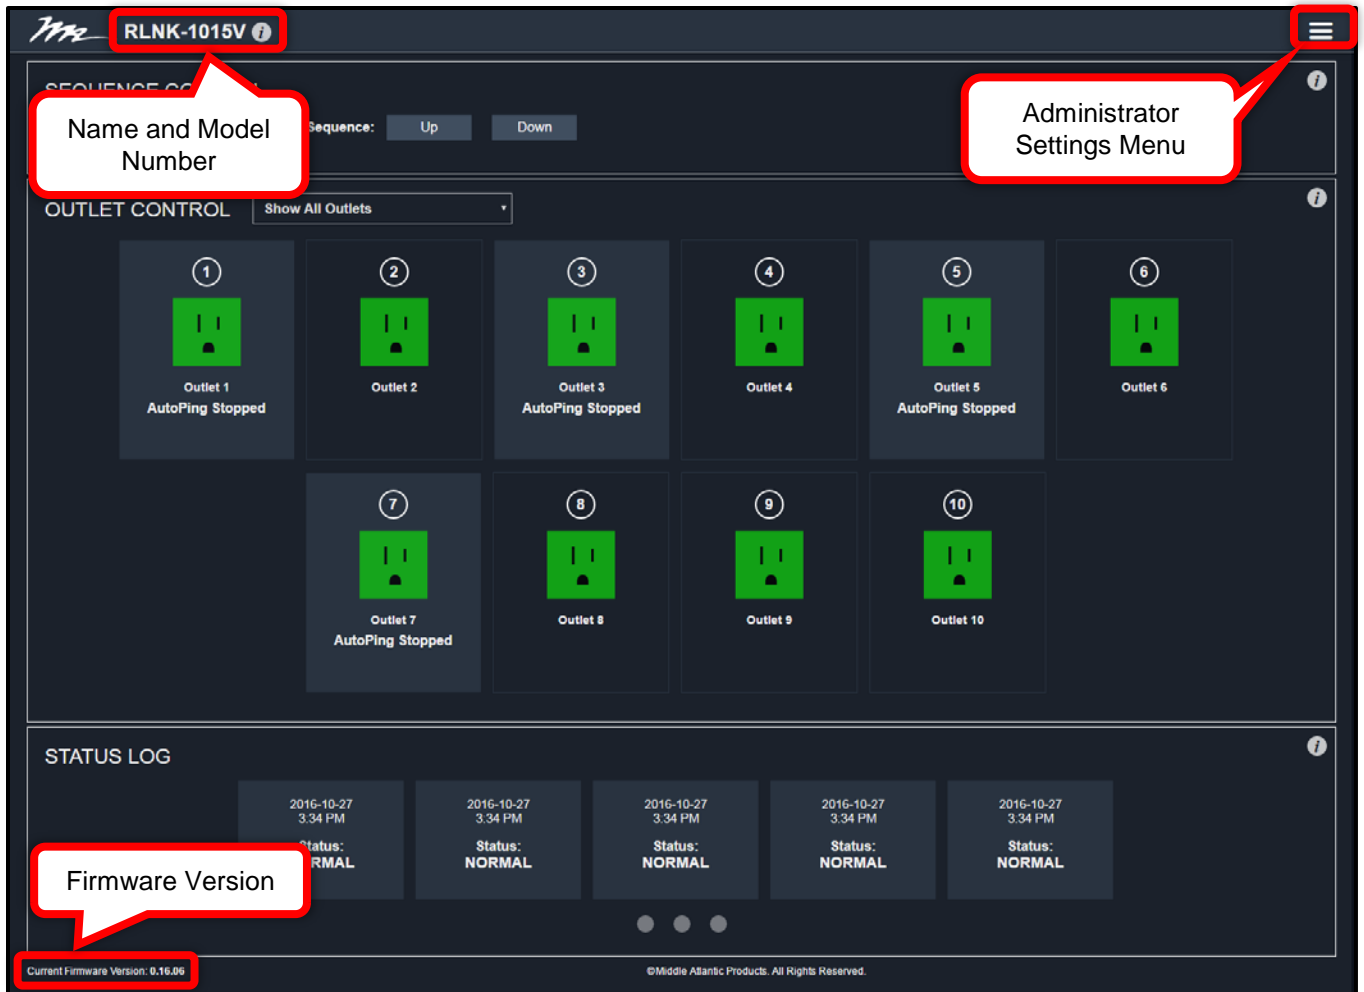 RLNK-1015V
Name and Model
Number
Administrator
Settings Menu
Sequence: Up Down
OUTLET CONTROL Show All Outlets
1 2 3 4 5 6
Outlet 1 Outlet 2 Outlet 3 Outlet 4 Outlet 5 Outlet 6
AutoPing Stopped AutoPing Stopped AutoPing Stopped
7 8 9 10
Outlet 7 Outlet 8 Outlet 9 Outlet 10
AutoPing Stopped
STATUS LOG
2016-10-27 2016-10-27 2016-10-27 2016-10-27 2016-10-27
3:34 PM 3:34 PM 3:34 PM 3:34 PM 3:34 PM
Status: Status: Status: Status:
NORMAL NORMAL NORMAL NORMAL
Firmware Version
Current Firmware Version: 0.16.06
©Middle Atlantic Products. All Rights Reserved.